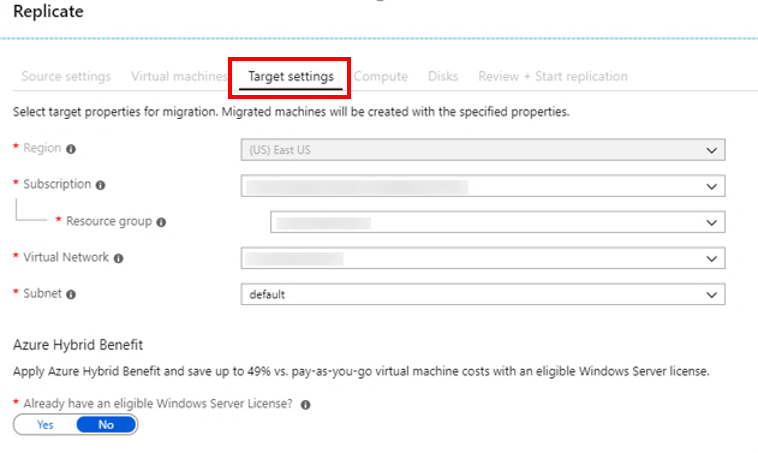 Replicate
Source settings Virtual machines Target settings Compute Disks Review + Start replication
Select target properties for migration. Migrated machines will be created with the specified properties.
* Region (US) East US
* Subscription
* Resource group
* Virtual Network
* Subnet default
Azure Hybrid Benefit
Apply Azure Hybrid Benefit and save up to 49% vs. pay-as-you-go virtual machine costs with an eligible Windows Server license.
* Already have an eligible Windows Server License?
Yes No